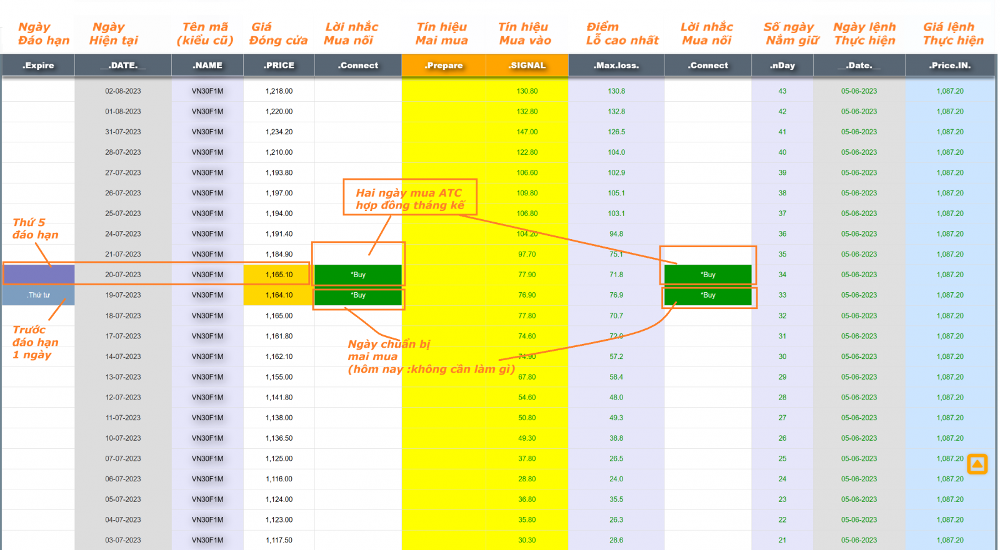 Ngày Ngày Tên mã Giá Lời nhắc Tín hiệu Tín hiệu Điểm Lời nhắc Số ngày Ngày lệnh Giá lệnh
Đáo hạn Hiện tại (kiểu cũ) Đóng cửa Mua nối Mai mua Mua vào Lỗ cao nhất Mua nối Nắm giữ Thực hiện Thực hiện
.Expire __.DATE.__ .NAME .PRICE .Connect .Prepare .SIGNAL .Max.loss. .Connect .nDay __.Date.__ .Price.IN.
02-08-2023 VN30F1M 1,218.00 130.80 130.8 43 05-06-2023 1,087.20
01-08-2023 VN30F1M 1,220.00 132.80 132.8 42 05-06-2023 1,087.20
31-07-2023 VN30F1M 1,234.20 147.00 126.5 41 05-06-2023 1,087.20
28-07-2023 VN30F1M 1,210.00 122.80 104.0 40 05-06-2023 1,087.20
27-07-2023 VN30F1M 1,193.80 106.60 102.9 39 05-06-2023 1,087.20
26-07-2023 VN30F1M 1,197.00 109.80 105.1 38 05-06-2023 1,087.20
Hai ngày mua ATC
hợp đồng tháng kế
25-07-2023 VN30F1M 1,194.00 106.80 103.1 37 05-06-2023 1,087.20
Thứ 5
đáo hạn
24-07-2023 VN30F1M 1,191.40 104.20 94.8 36 05-06-2023 1,087.20
21-07-2023 VN30F1M 1,184.90 97.70 75.1 35 05-06-2023 1,087.20
20-07-2023 VN30F1M 1,165.10 *Buy 77.90 71.8 *Buy 34 05-06-2023 1,087.20
.Thứ tư 19-07-2023 VN30F1M 1,164.10 *Buy 76.90 76.9 *Buy 33 05-06-2023 1,087.20
18-07-2023 VN30F1M 1,165.00 77.80 70.7 32 05-06-2023 1,087.20
Trước
đáo hạn
1 ngày
17-07-2023 VN30F1M 1,161.80 74.60 72.0 31 05-06-2023 1,087.20
Ngày chuẩn bị
mai mua
(hôm nay :không cần làm gì)
14-07-2023 VN30F1M 1,162.10 74.90 57.2 30 05-06-2023 1,087.20
13-07-2023 VN30F1M 1,155.00 67.80 58.4 29 05-06-2023 1,087.20
12-07-2023 VN30F1M 1,141.80 54.60 48.0 28 05-06-2023 1,087.20
11-07-2023 VN30F1M 1,138.00 50.80 49.3 27 05-06-2023 1,087.20
10-07-2023 VN30F1M 1,136.50 49.30 38.8 26 05-06-2023 1,087.20
07-07-2023 VN30F1M 1,125.00 37.80 26.5 25 05-06-2023 1,087.20
06-07-2023 VN30F1M 1,116.00 28.80 24.0 24 05-06-2023 1,087.20
05-07-2023 VN30F1M 1,124.00 36.80 35.5 23 05-06-2023 1,087.20
04-07-2023 VN30F1M 1,123.00 35.80 26.3 22 05-06-2023 1,087.20
03-07-2023 VN30F1M 1,117.50 30.30 28.6 21 05-06-2023 1,087.20